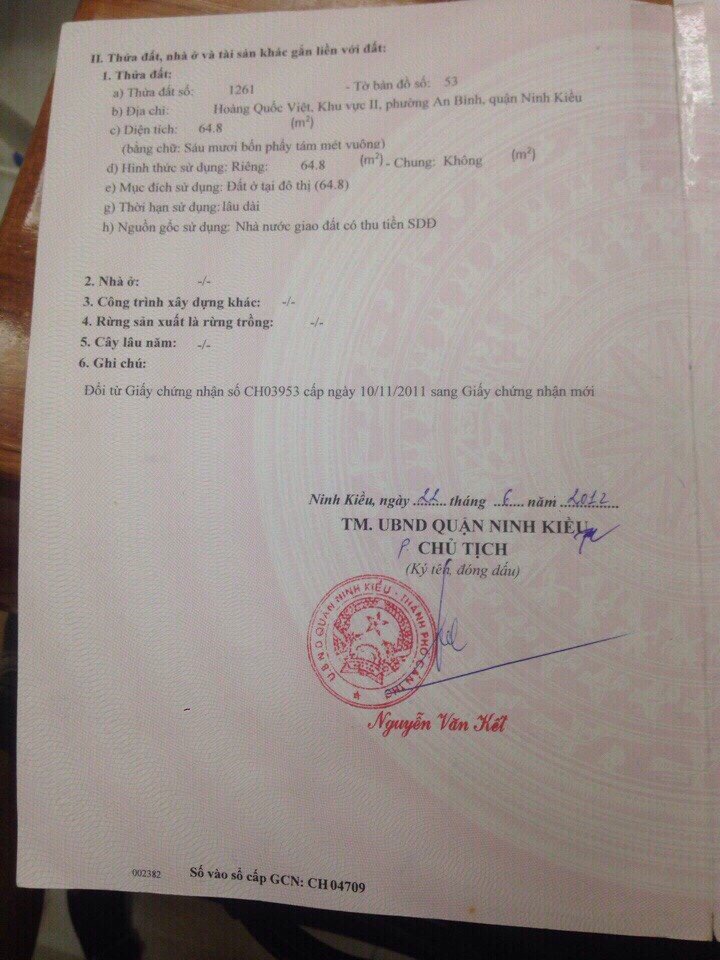 II. Thửa đất, nhà ở và tài sản khác gắn liền với đất:
1. Thửa đất:
a) Thửa đất số: 1261 - Tờ bản đồ số: 53
b) Địa chỉ: Hoàng Quốc Việt, Khu vực II, phường An Bình, quận Ninh Kiều
c) Diện tích: 64.8 (m²)
(bằng chữ: Sáu mươi bốn phẩy tám mét vuông)
d) Hình thức sử dụng: Riêng: 64.8 (m²) - Chung: Không (m²)
e) Mục đích sử dụng: Đất ở tại đô thị (64.8)
g) Thời hạn sử dụng: lâu dài
h) Nguồn gốc sử dụng: Nhà nước giao đất có thu tiền SDĐ
2. Nhà ở: -/-
3. Công trình xây dựng khác: -/-
4. Rừng sản xuất là rừng trồng: -/-
5. Cây lâu năm: -/-
6. Ghi chú:
Đổi từ Giấy chứng nhận số CH03953 cấp ngày 10/11/2011 sang Giấy chứng nhận mới
Ninh Kiều, ngày 22 tháng 6 năm 2012
TM. UBND QUẬN NINH KIỀU
P. CHỦ TỊCH
(Ký tên, đóng dấu)
U.B.N.D QUẬN NINH KIỀU - THÀNH PHỐ CẦN THƠ
Nguyễn Văn Kết
002382 Số vào sổ cấp GCN: CH 04709